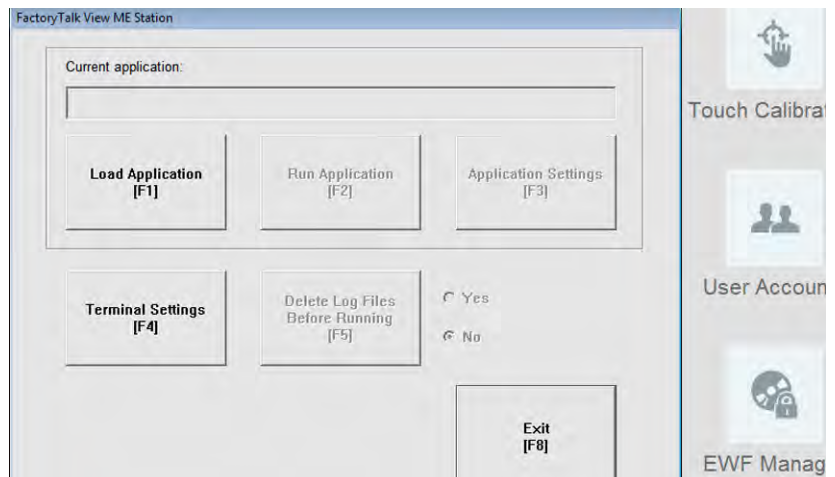 FactoryTalk View ME Station
Current application:
Load Application
[F1]
Run Application
[F2]
Application Settings
[F3]
Terminal Settings
[F4]
Delete Log Files
Before Running
[F5]
Yes
No
Exit
[F8]
Touch Calibra
User Accoun
EWF Manag